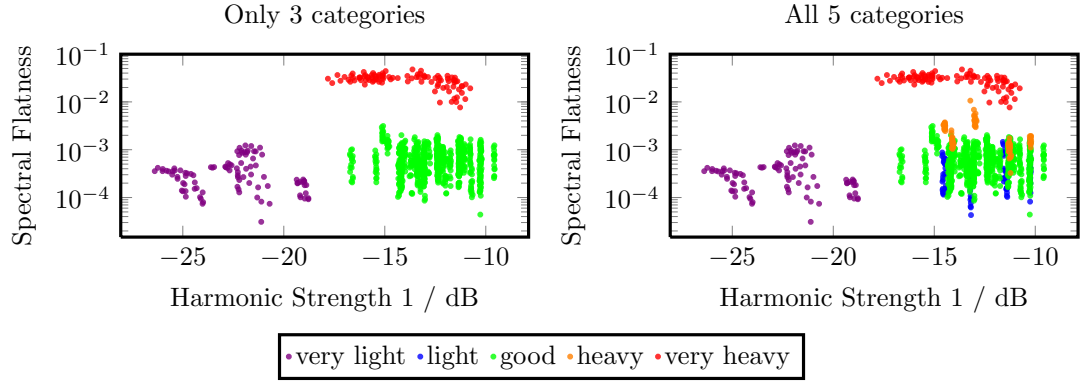 Only 3 categories
All 5 categories
Spectral Flatness
10−1
10−2
10−3
10−4
−25
−20
−15
−10
Harmonic Strength 1 / dB
Spectral Flatness
10−1
10−2
10−3
10−4
−25
−20
−15
−10
Harmonic Strength 1 / dB
very light light good heavy very heavy